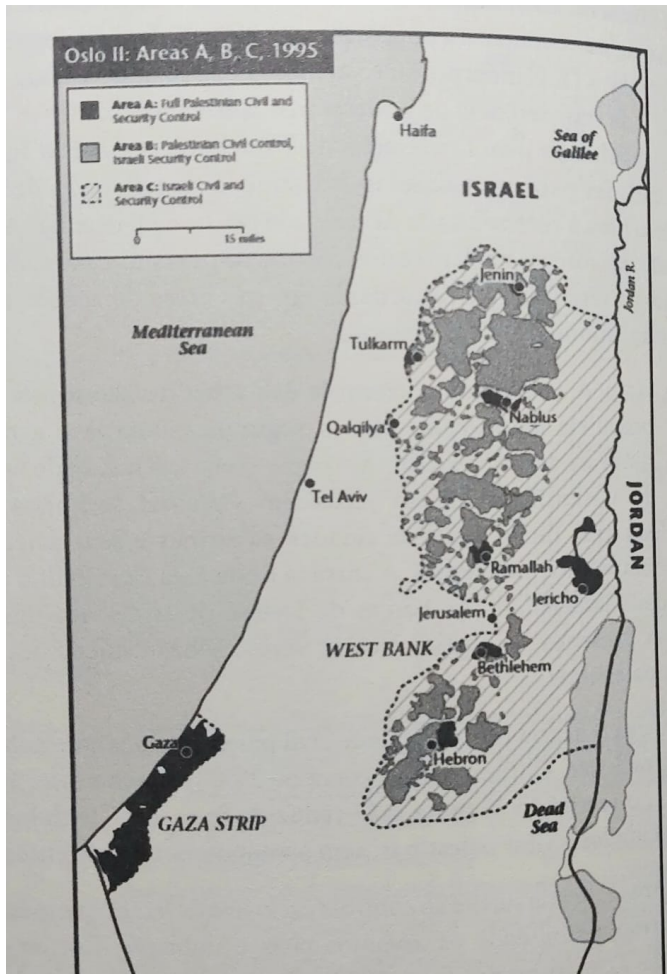 Oslo II: Areas A, B, C, 1995
Area A: Full Palestinian Civil and
Security Control
Area B: Palestinian Civil Control,
Israeli Security Control
Area C: Israeli Civil and
Security Control
0 15 miles
Haifa
Sea of
Galilee
ISRAEL
Jordan R.
Jenin
Mediterranean
Sea
Tulkarm
Nablus
Qalqilya
Tel Aviv
JORDAN
Ramallah
Jericho
Jerusalem
WEST BANK
Bethlehem
Gaza
Hebron
GAZA STRIP
Dead
Sea